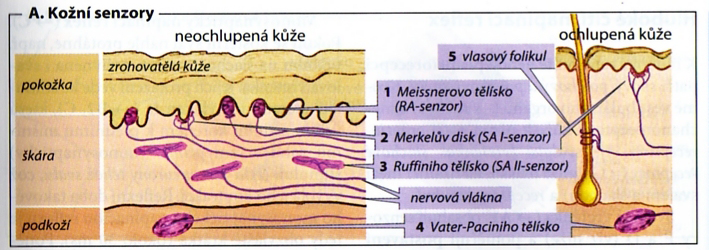 A. Kožní senzory
neochlupená kůže
ochlupená kůže
pokožka
zrohovatělá kůže
škára
podkoží
5 vlasový folikul
1 Meissnerovo tělísko
(RA-senzor)
2 Merkelův disk (SA I-senzor)
3 Ruffiniho tělísko (SA II-senzor)
nervová vlákna
4 Vater-Paciniho tělísko